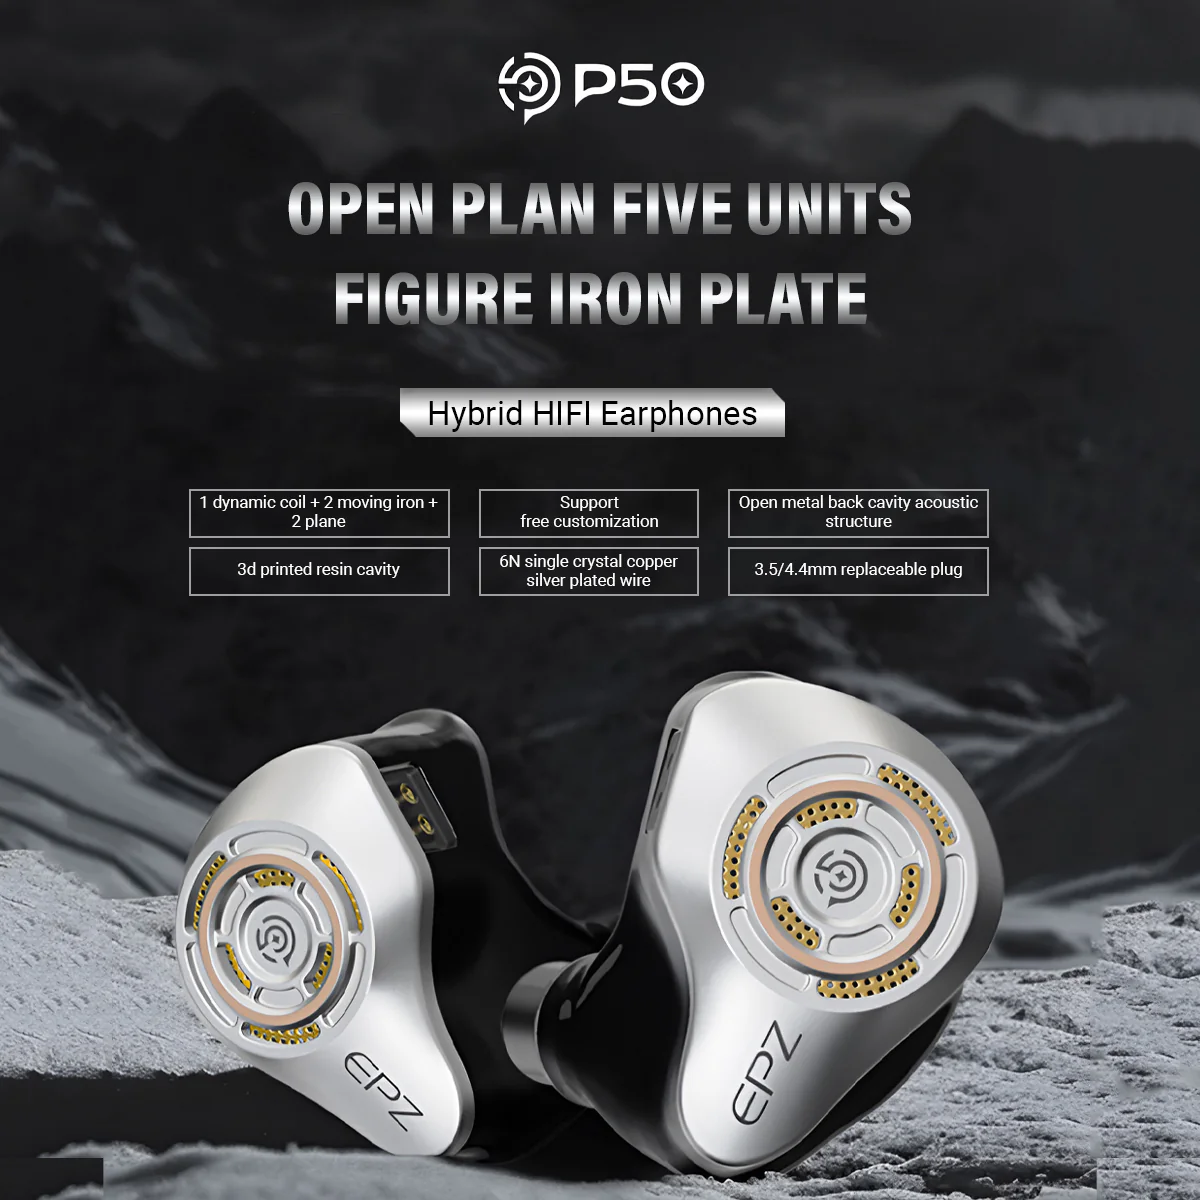 P50
OPEN PLAN FIVE UNITS
FIGURE IRON PLATE
Hybrid HIFI Earphones
1 dynamic coil + 2 moving iron +
2 plane
Support
free customization
Open metal back cavity acoustic
structure
3d printed resin cavity
6N single crystal copper
silver plated wire
3.5/4.4mm replaceable plug
EPZ
EPZ